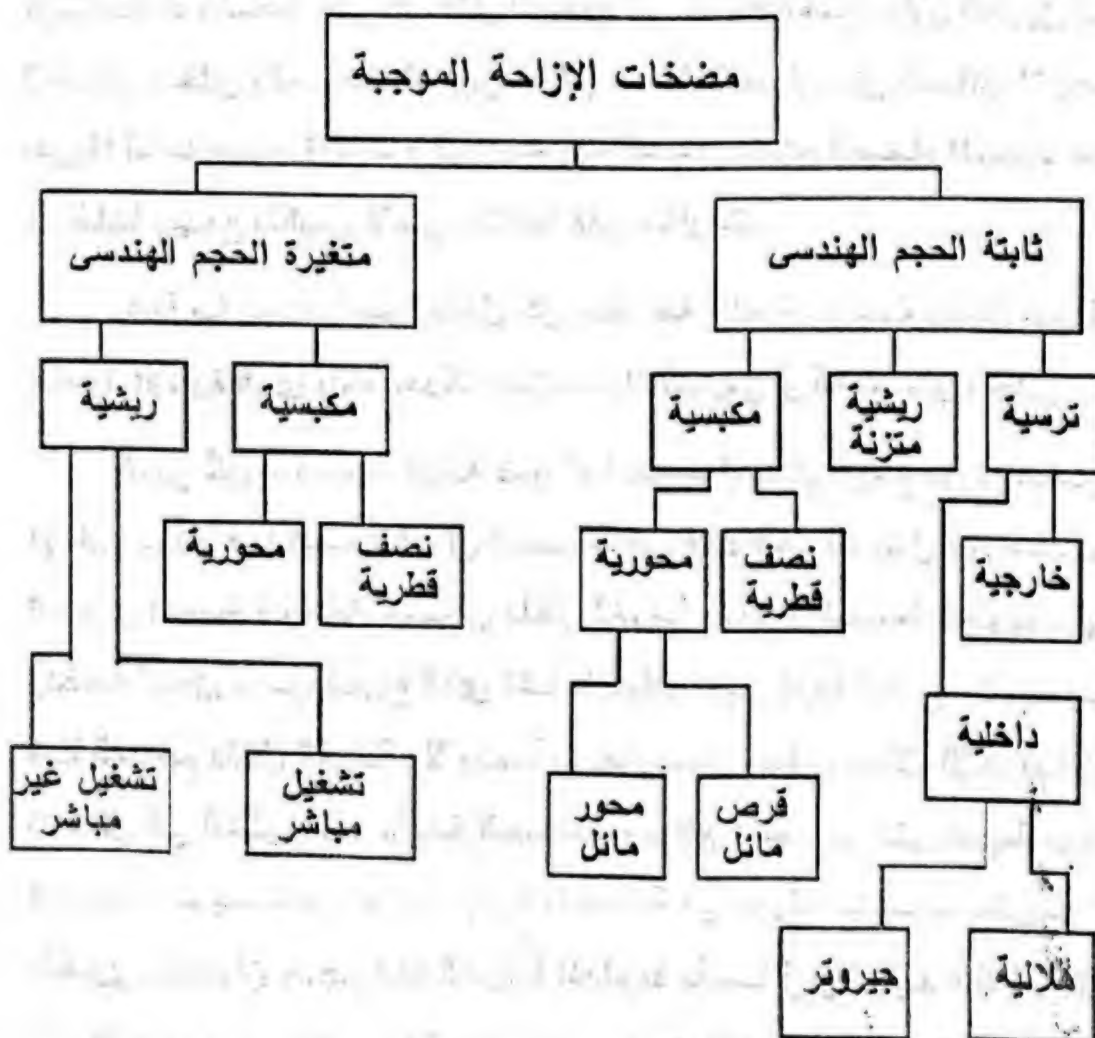 مضخات الإزاحة الموجبة
ثابتة الحجم الهندسى
متغيرة الحجم الهندسى
ترسية
ريشية
متزنة
مكبسية
مكبسية
ريشية
خارجية
نصف
قطرية
محورية
نصف
قطرية
محورية
داخلية
قرص
مائل
محور
مائل
تشغيل
مباشر
تشغيل غير
مباشر
هلالية
جيروتر